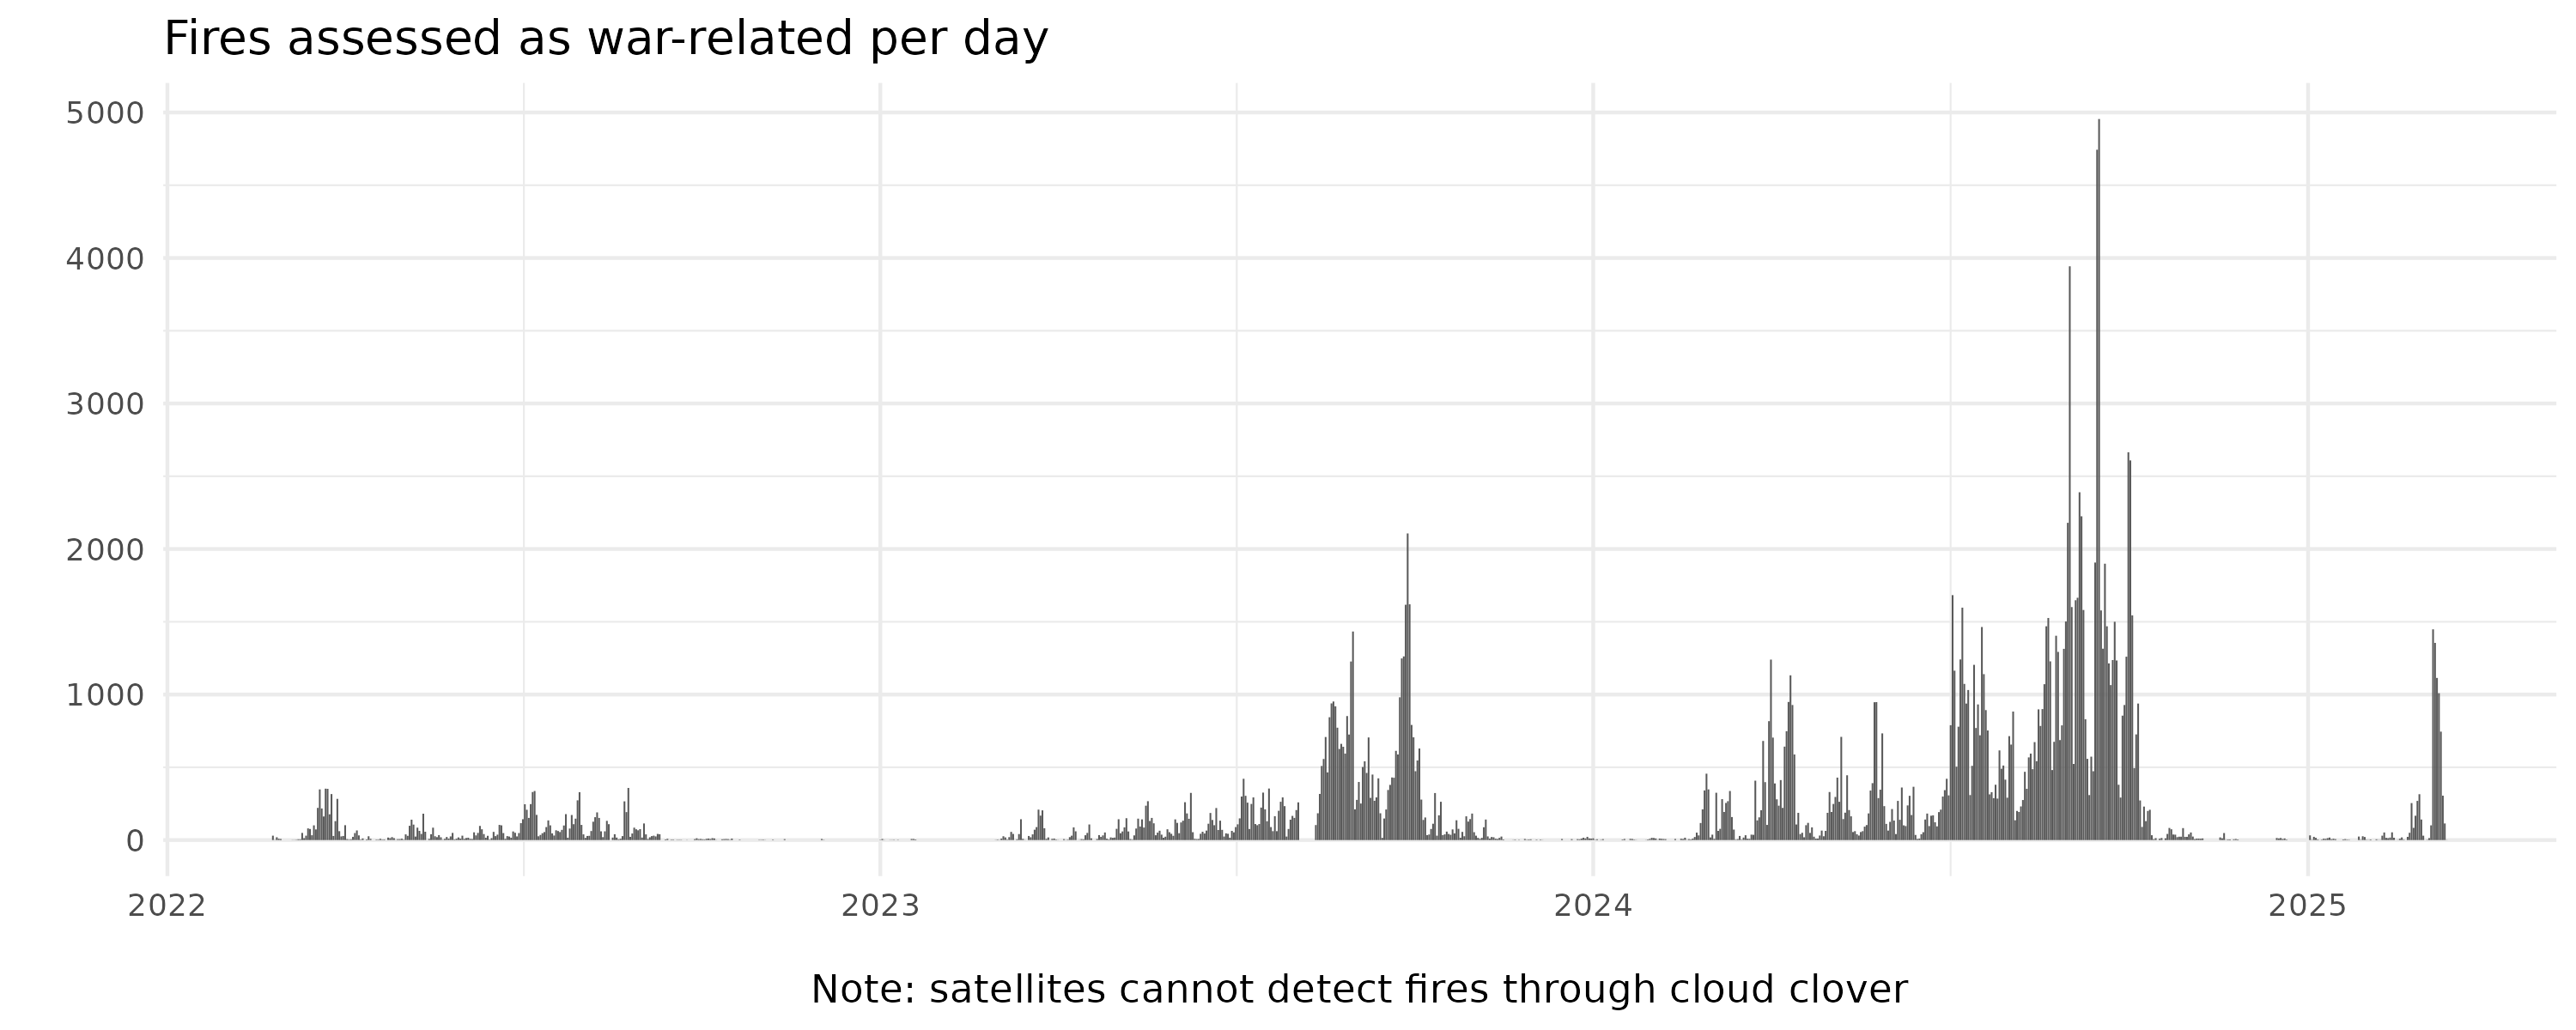 Fires assessed as war-related per day
5000
4000
3000
2000
1000
0
2022 2023 2024 2025
Note: satellites cannot detect fires through cloud clover